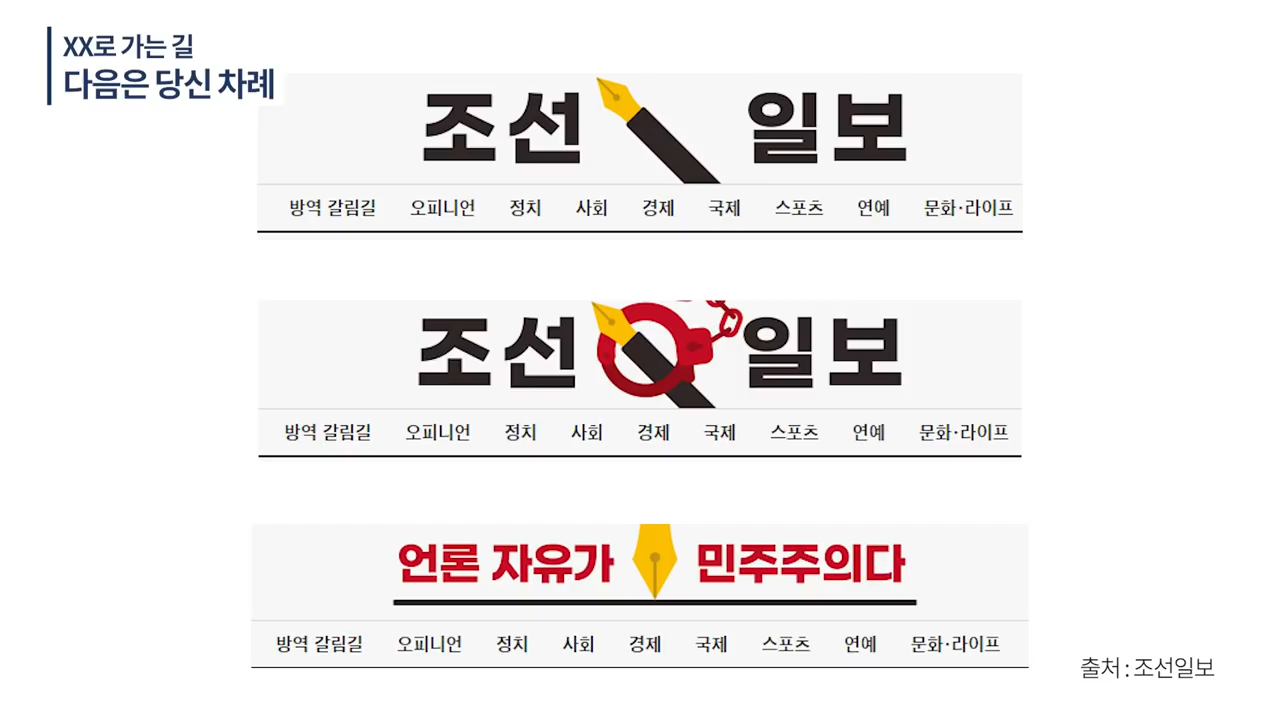 XX로 가는 길
다음은 당신 차례
조선 일보
방역 갈림길 오피니언 정치 사회 경제 국제 스포츠 연예 문화·라이프
조선 일보
방역 갈림길 오피니언 정치 사회 경제 국제 스포츠 연예 문화·라이프
언론 자유가 민주주의다
방역 갈림길 오피니언 정치 사회 경제 국제 스포츠 연예 문화·라이프
출처 : 조선일보